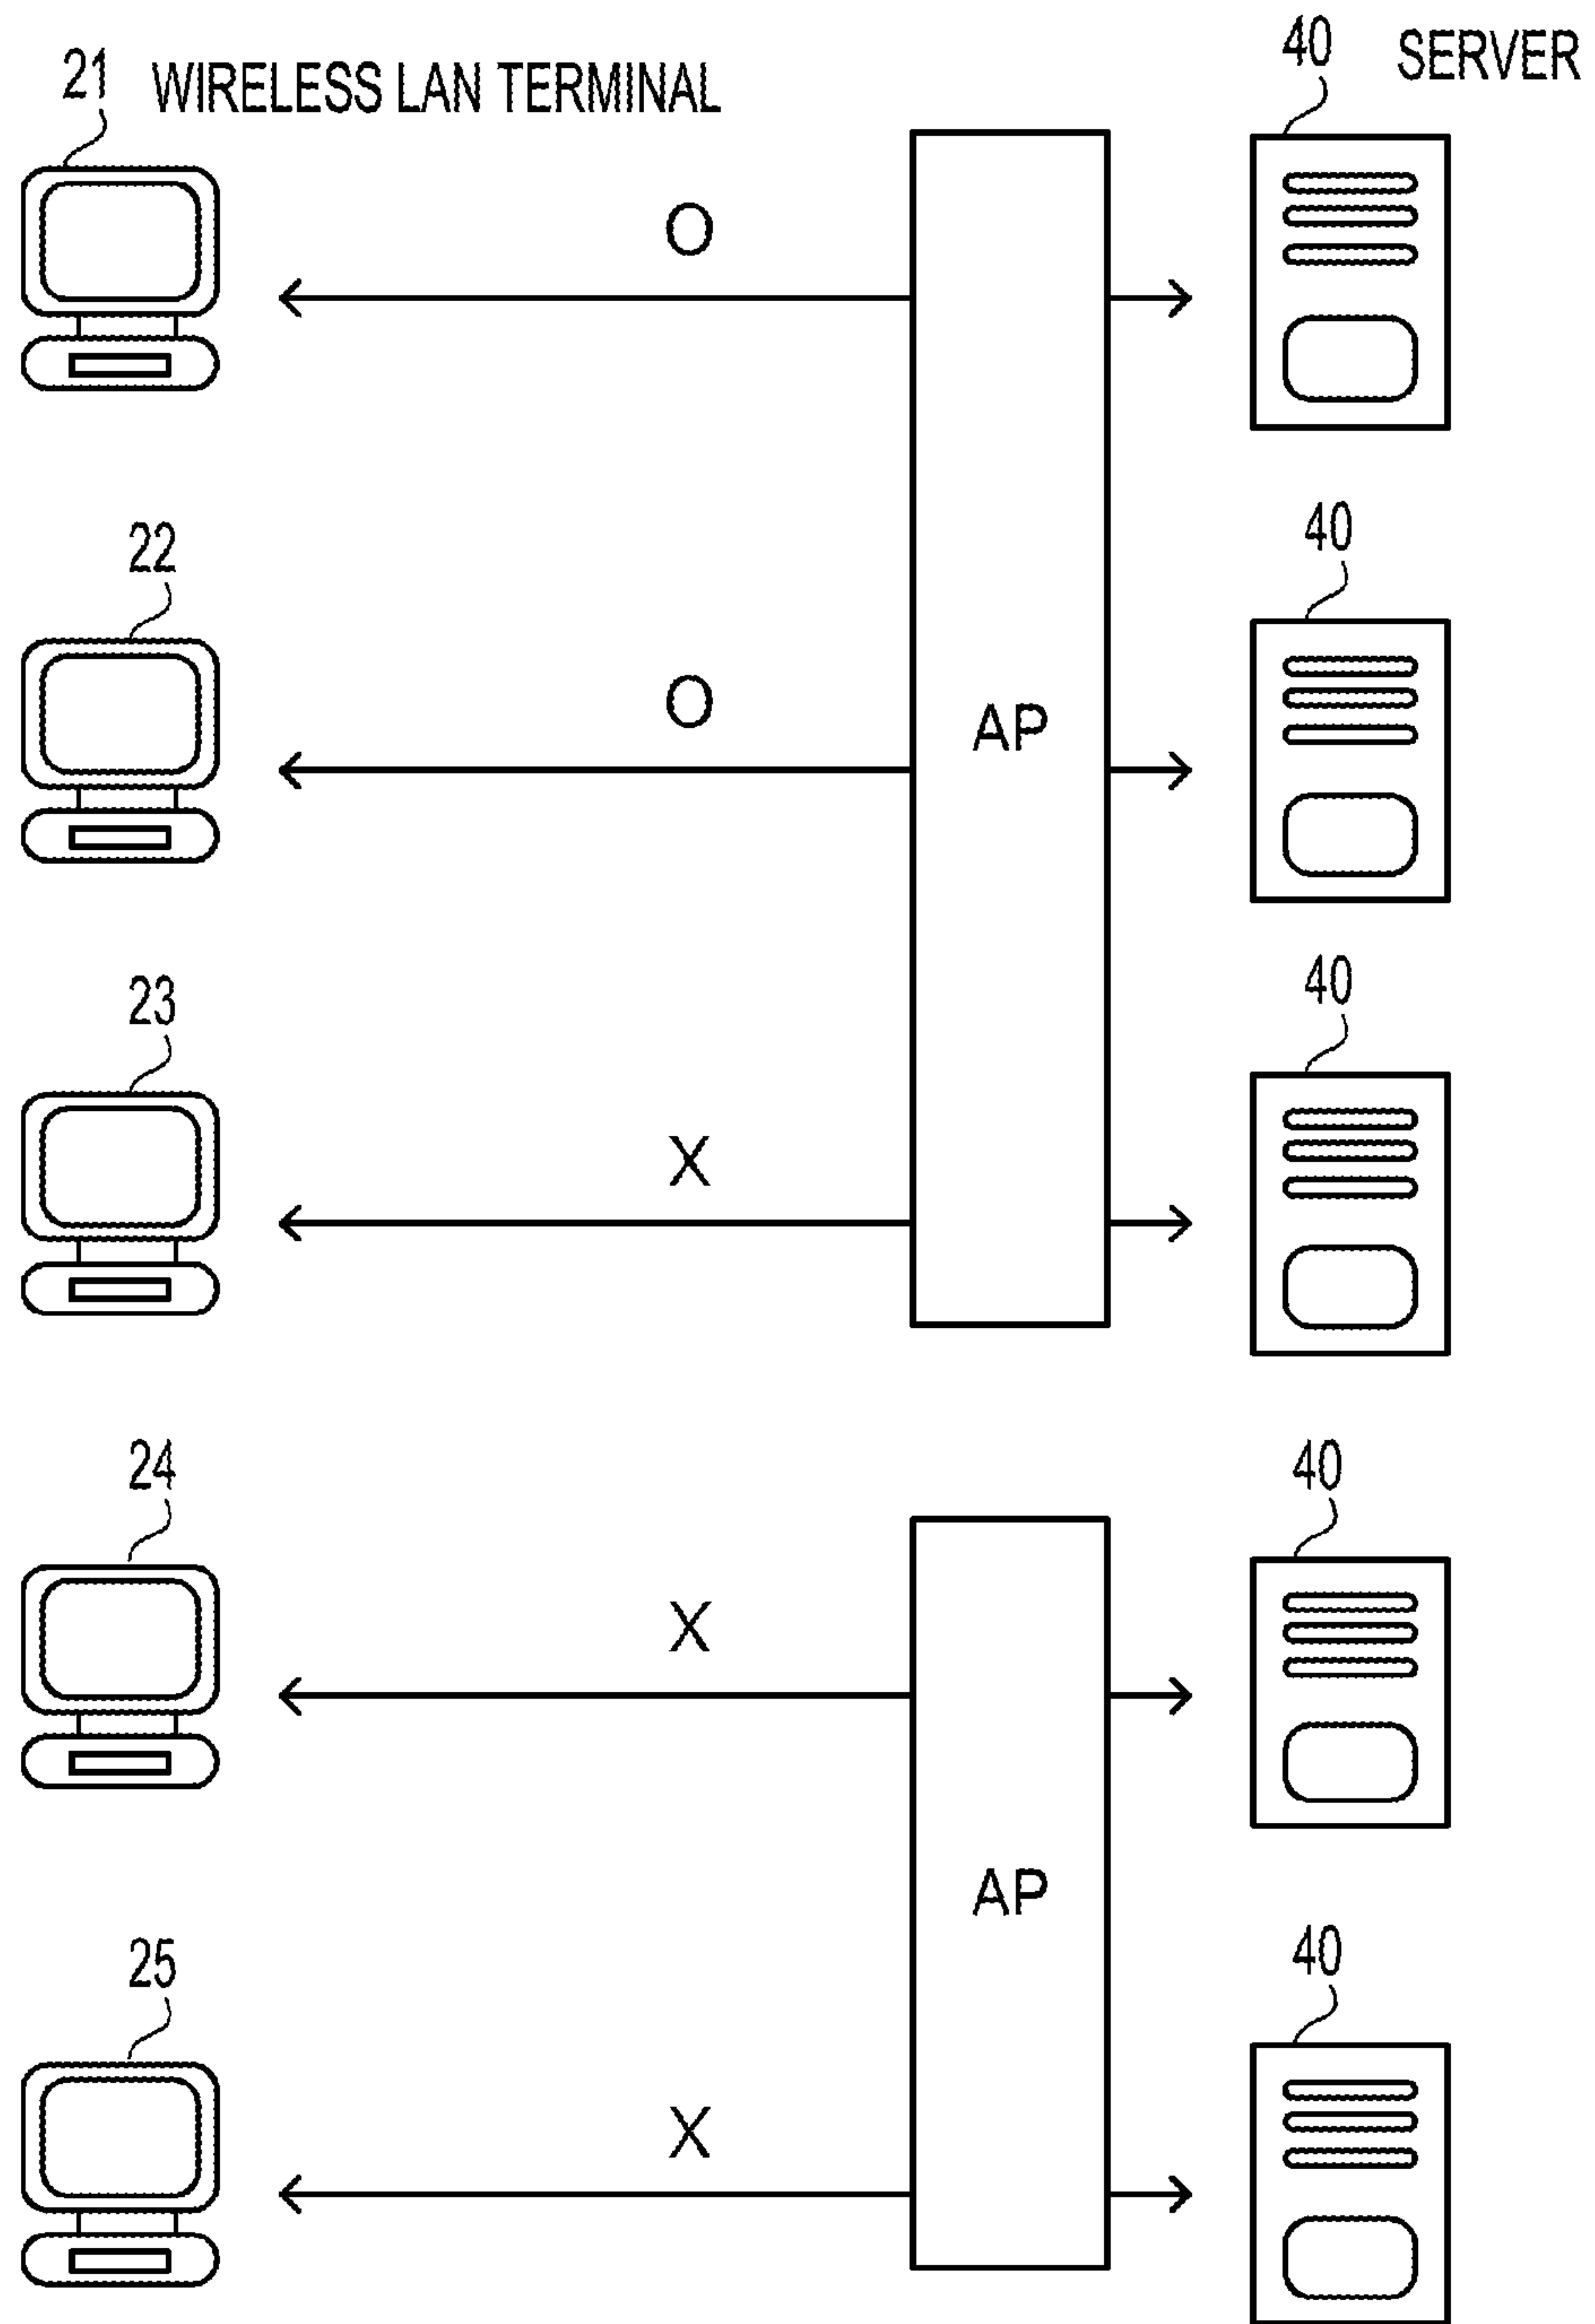 21 WIRELESS LAN TERMINAL
40 SERVER
O
22
40
O
AP
23
40
X
24
40
X
AP
25
40
X